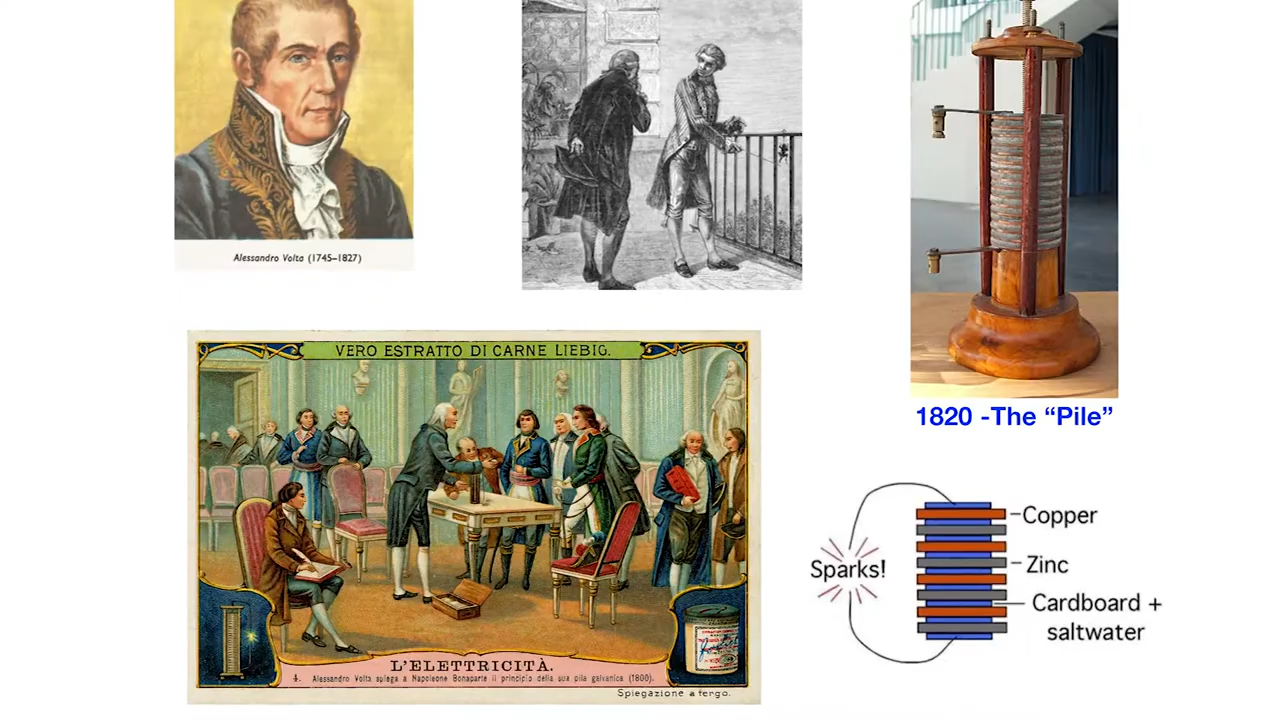 Alessandro Volta (1745–1827)
VERO ESTRATTO DI CARNE LIEBIG.
L'ELETTRICITÀ.
4. Alessandro Volta spiega a Napoleone Bonaparte il principio della sua pila galvanica (1800).
Spiegazione a tergo.
1820 -The “Pile”
Copper
Zinc
Sparks!
Cardboard +
saltwater